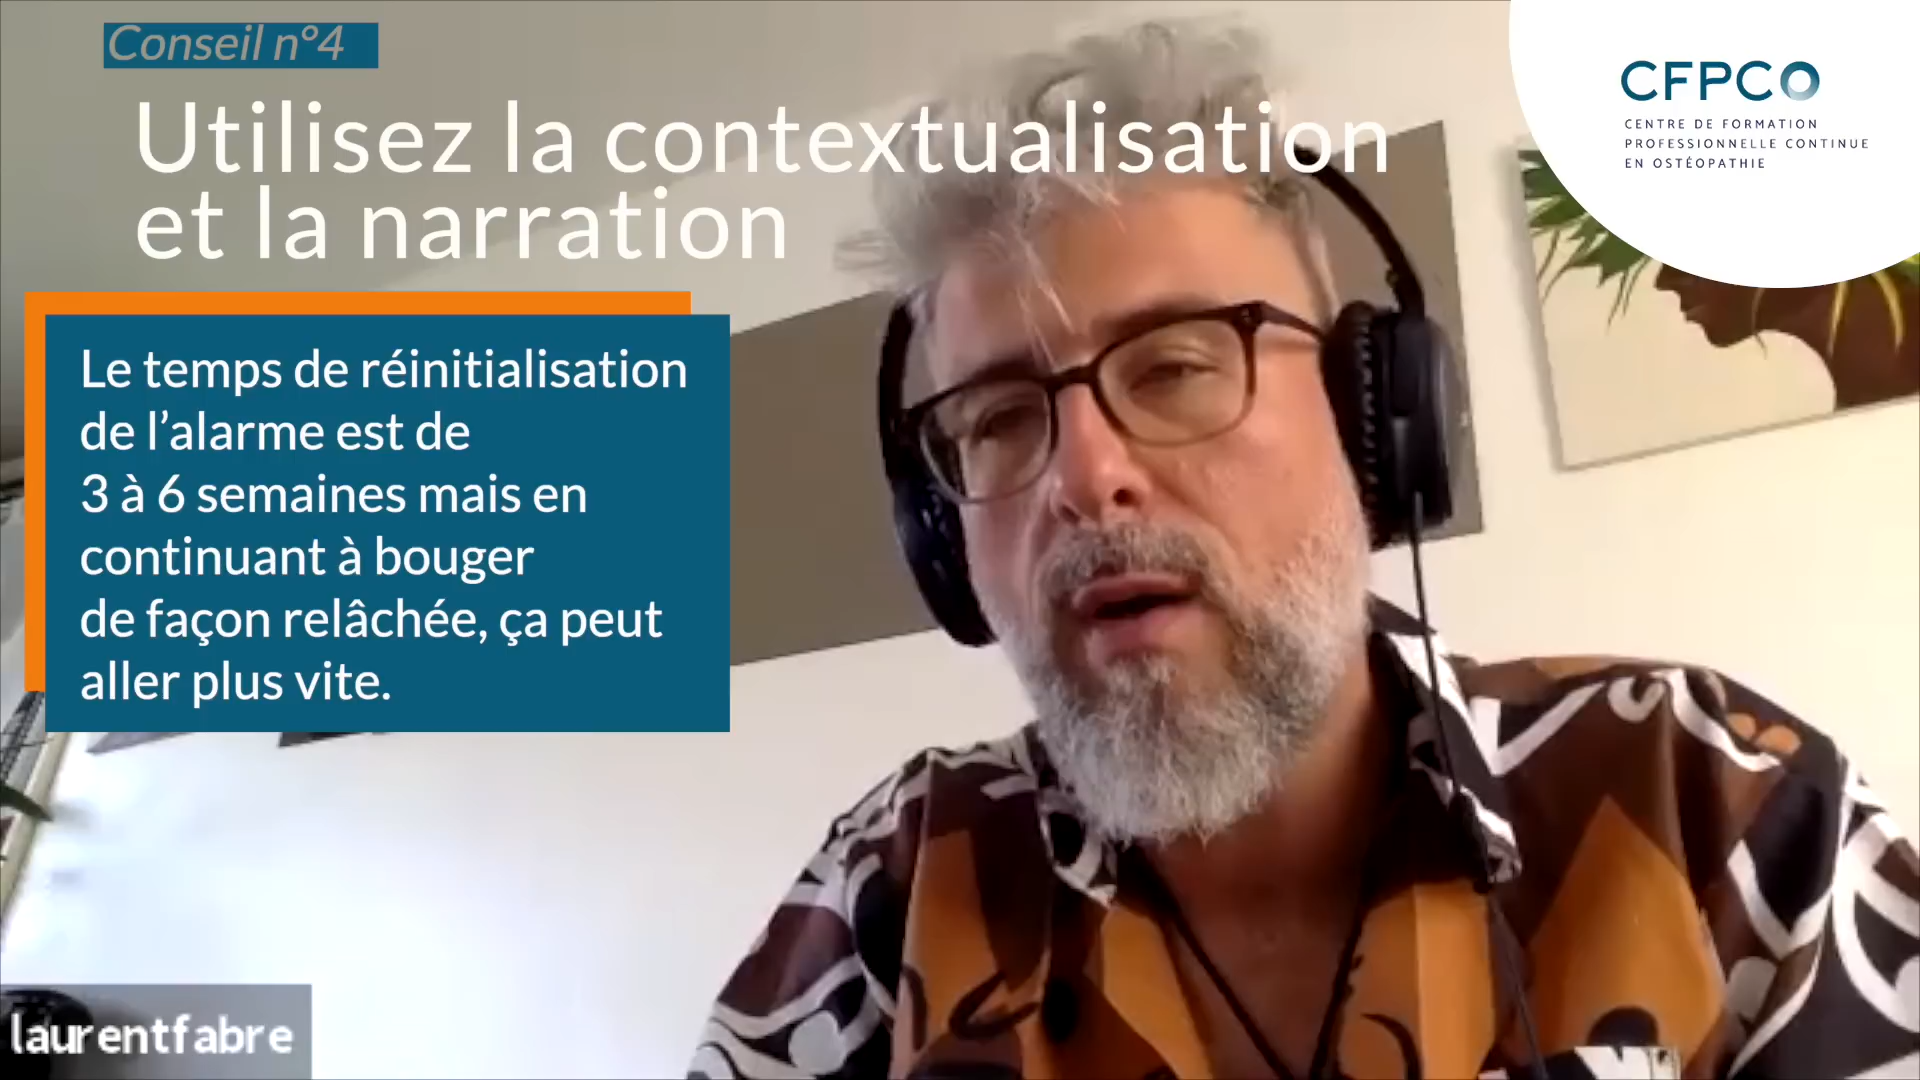 Conseil n°4
Utilisez la contextualisation
et la narration
CFPCO
CENTRE DE FORMATION
PROFESSIONNELLE CONTINUE
EN OSTÉOPATHIE
Le temps de réinitialisation
de l'alarme est de
3 à 6 semaines mais en
continuant à bouger
de façon relâchée, ça peut
aller plus vite.
laurentfabre